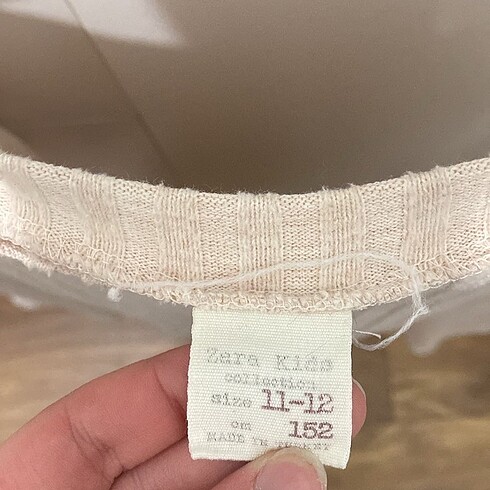 Zara Kids
collection
size 11-12
cm 152
MADE IN TURKEY